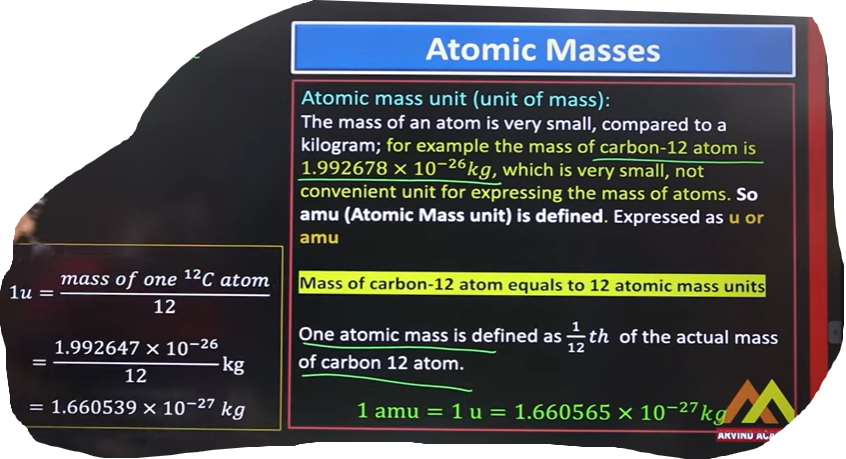 Atomic Masses
Atomic mass unit (unit of mass):
The mass of an atom is very small, compared to a
kilogram; for example the mass of carbon-12 atom is
1.992678 × 10⁻²⁶kg, which is very small, not
convenient unit for expressing the mass of atoms. So
amu (Atomic Mass unit) is defined. Expressed as u or
amu
Mass of carbon-12 atom equals to 12 atomic mass units
One atomic mass is defined as 1/12 th of the actual mass
of carbon 12 atom.
1 amu = 1 u = 1.660565 × 10⁻²⁷kg
1u = mass of one ¹²C atom / 12
= 1.992647 × 10⁻²⁶ / 12 kg
= 1.660539 × 10⁻²⁷ kg
ARVIND